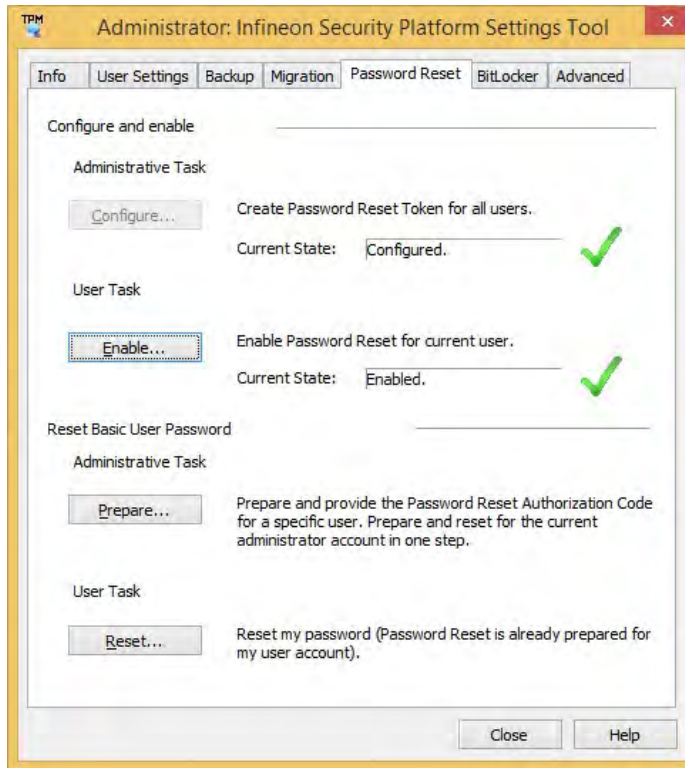 TPM
Administrator: Infineon Security Platform Settings Tool
Info User Settings Backup Migration Password Reset BitLocker Advanced
Configure and enable
Administrative Task
Configure... Create Password Reset Token for all users.
Current State: Configured.
User Task
Enable... Enable Password Reset for current user.
Current State: Enabled.
Reset Basic User Password
Administrative Task
Prepare... Prepare and provide the Password Reset Authorization Code
for a specific user. Prepare and reset for the current
administrator account in one step.
User Task
Reset... Reset my password (Password Reset is already prepared for
my user account).
Close Help